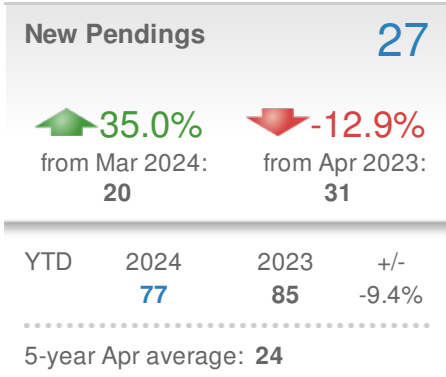 New Pendings 27
35.0% -12.9%
from Mar 2024: from Apr 2023:
20 31
YTD 2024 2023 +/-
77 85 -9.4%
5-year Apr average: 24